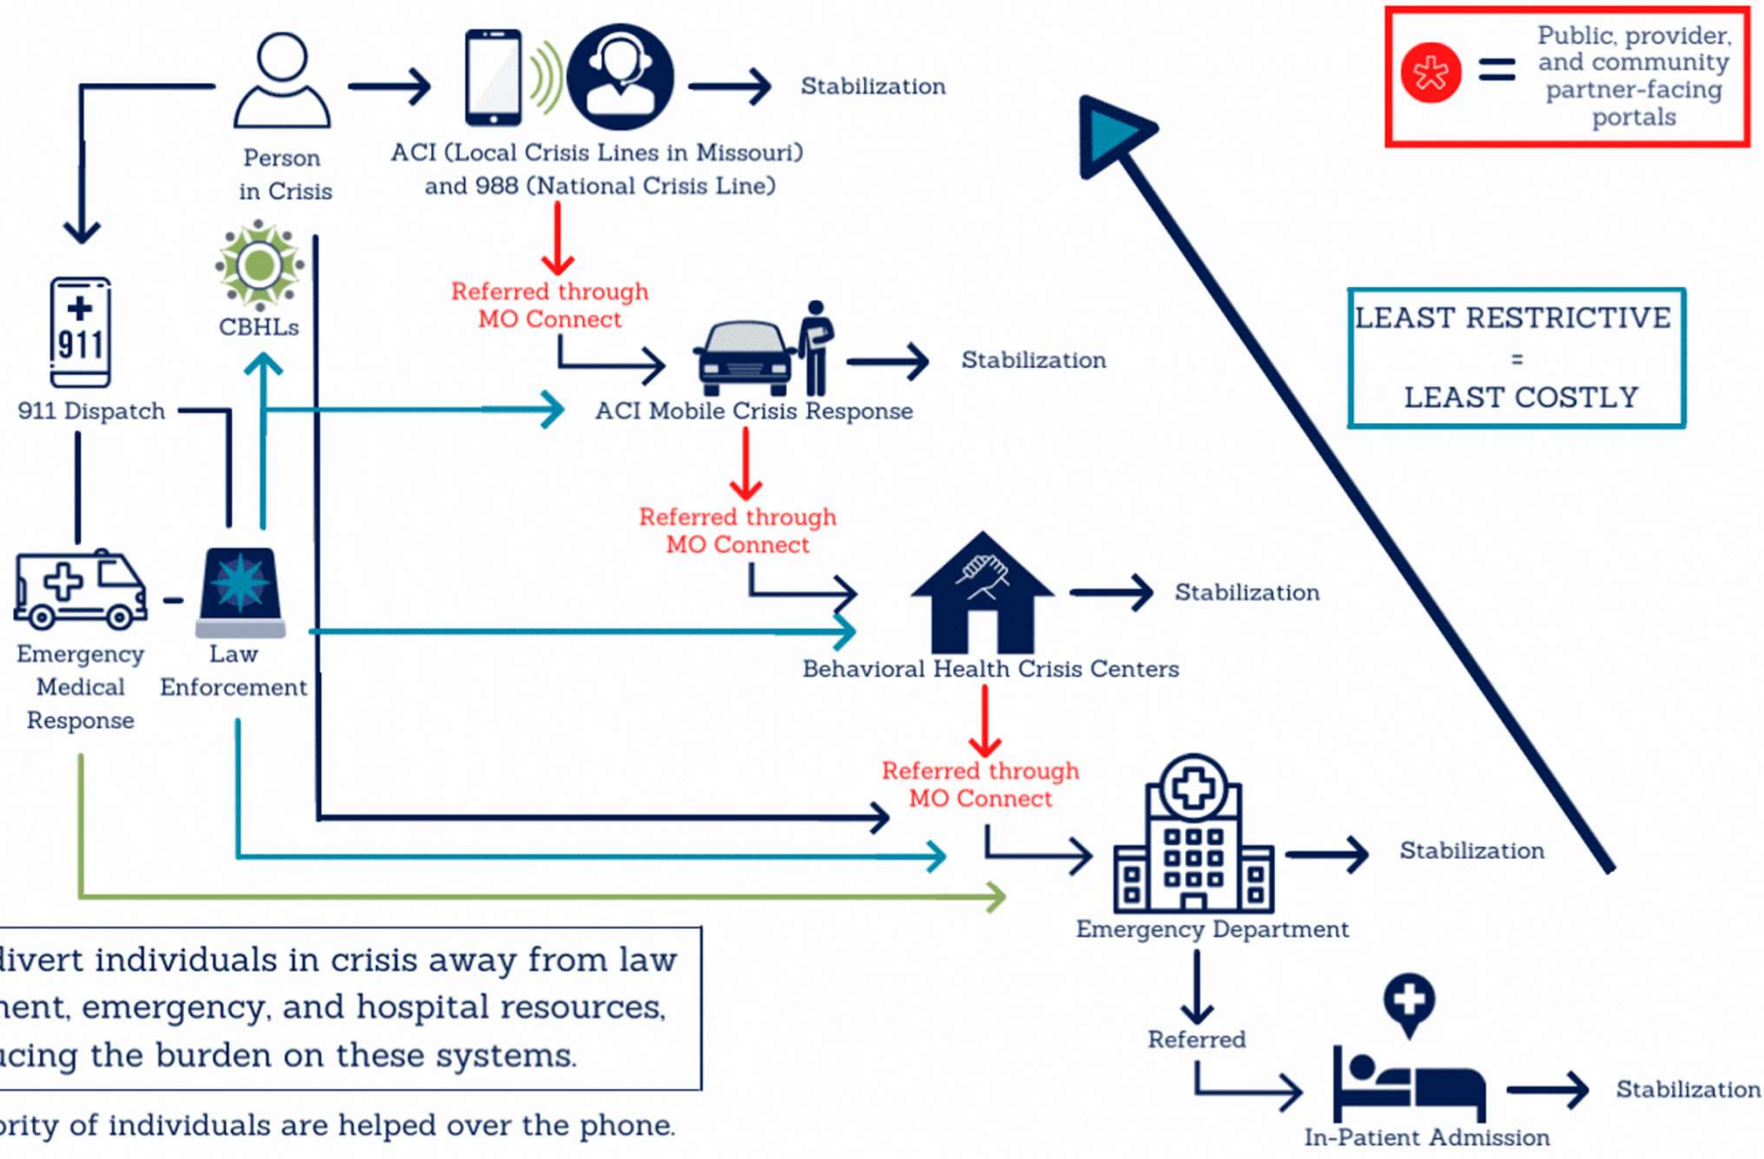 Public, provider,
and community
partner-facing
portals
=
Stabilization
Person
in Crisis
ACI (Local Crisis Lines in Missouri)
and 988 (National Crisis Line)
CBHLs
911
911 Dispatch
Referred through
MO Connect
Stabilization
ACI Mobile Crisis Response
LEAST RESTRICTIVE
=
LEAST COSTLY
Referred through
MO Connect
Stabilization
Behavioral Health Crisis Centers
Emergency
Medical
Response
Law
Enforcement
Referred through
MO Connect
Stabilization
Emergency Department
divert individuals in crisis away from law
ment, emergency, and hospital resources,
ucing the burden on these systems.
Referred
Stabilization
In-Patient Admission
ority of individuals are helped over the phone.